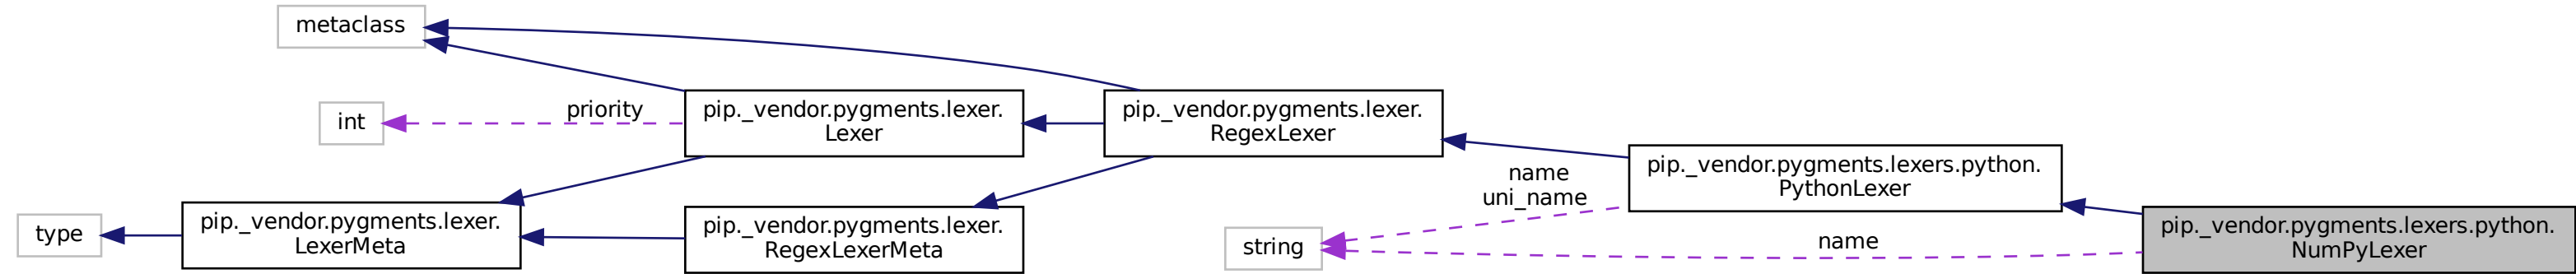 metaclass
int
priority
pip._vendor.pygments.lexer.
Lexer
pip._vendor.pygments.lexer.
RegexLexer
type
pip._vendor.pygments.lexer.
LexerMeta
pip._vendor.pygments.lexer.
RegexLexerMeta
name
uni_name
string
pip._vendor.pygments.lexers.python.
PythonLexer
name
pip._vendor.pygments.lexers.python.
NumPyLexer